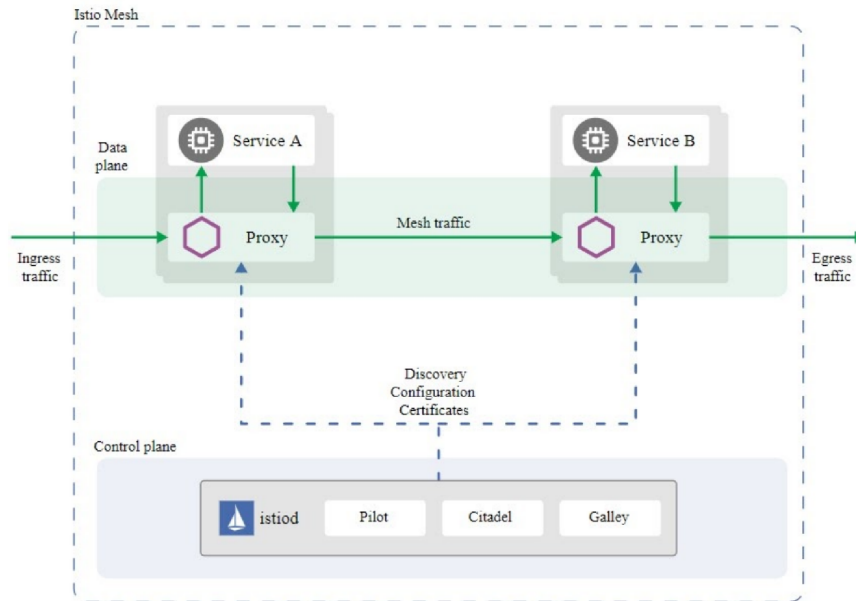 Istio Mesh
Service A
Service B
Data
plane
Proxy
Mesh traffic
Proxy
Ingress
traffic
Egress
traffic
Discovery
Configuration
Certificates
Control plane
istiod
Pilot
Citadel
Galley